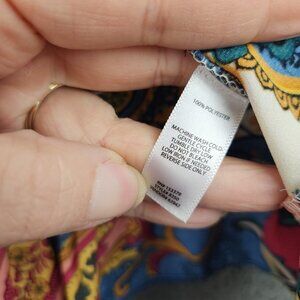 100% POLYESTER
MACHINE WASH COLD-
GENTLE CYCLE
TUMBLE DRY LOW
DO NOT BLEACH
LOW IRON IF NEEDED
REVERSE SIDE ONLY